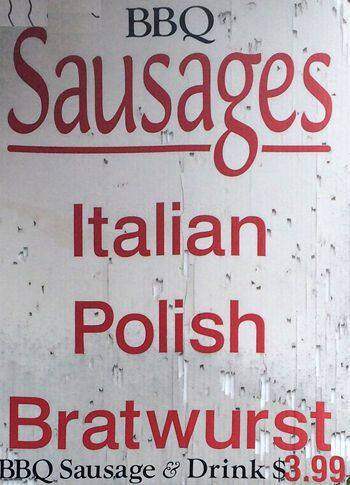 BBQ
Sausages
Italian
Polish
Bratwurst
BBQ Sausage & Drink $3.99